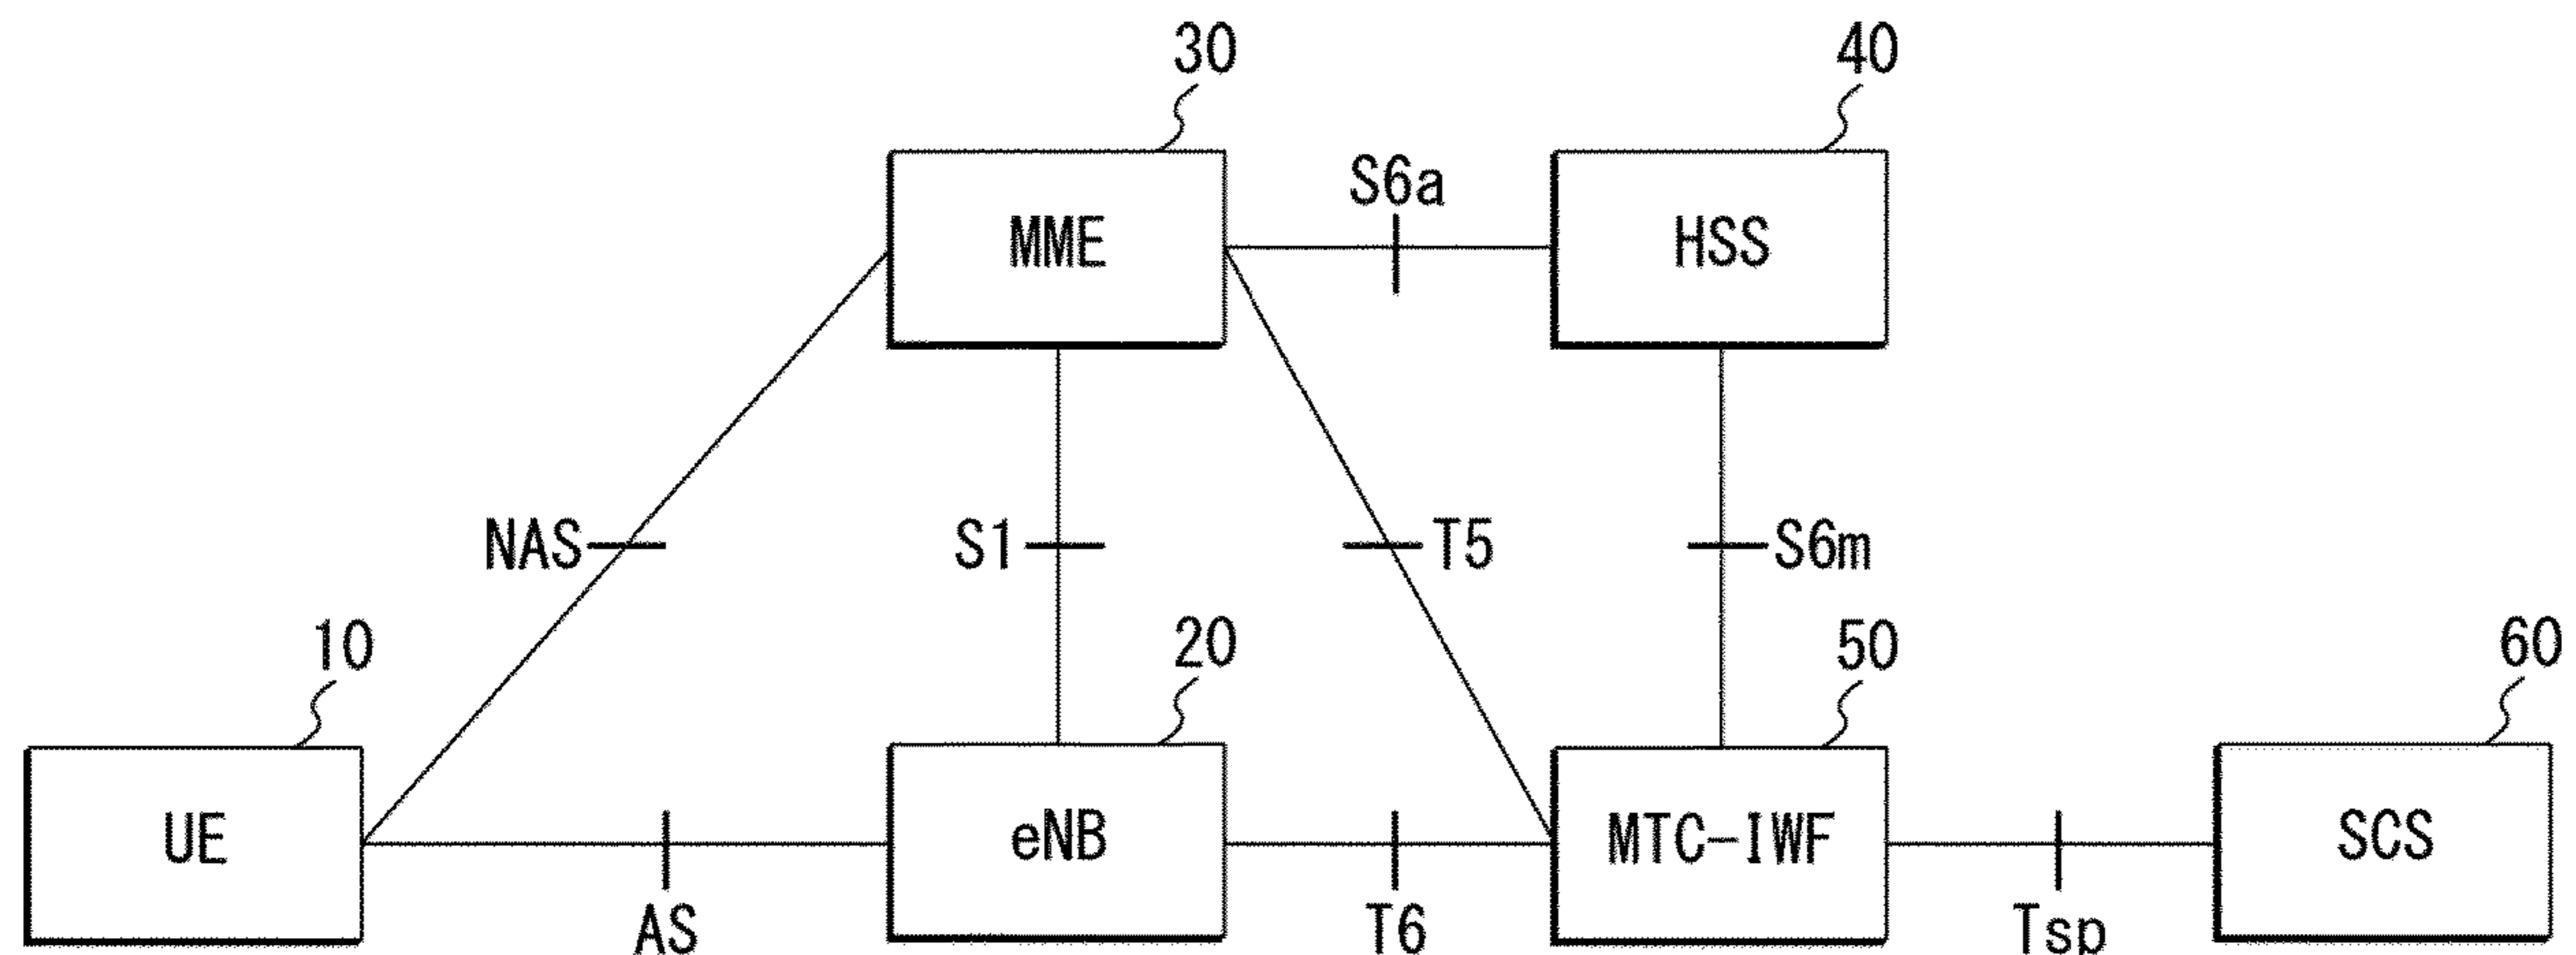 30
40
S6a
MME
HSS
NAS
S1
T5
S6m
10
20
50
60
UE
eNB
MTC-IWF
SCS
AS
T6
Tsp